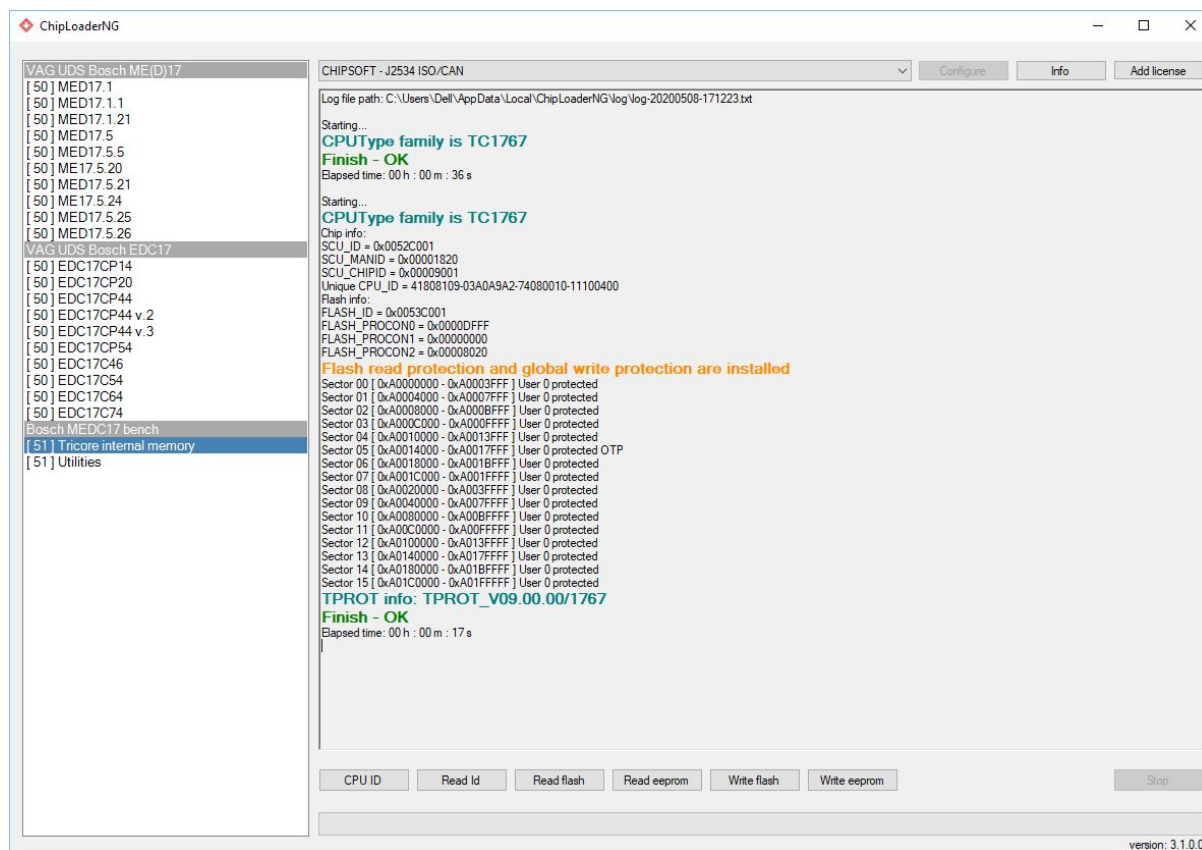 ChipLoaderNG
VAG UDS Bosch ME(D)17
[ 50 ] MED17.1
[ 50 ] MED17.1.1
[ 50 ] MED17.1.21
[ 50 ] MED17.5
[ 50 ] MED17.5.5
[ 50 ] ME17.5.20
[ 50 ] MED17.5.21
[ 50 ] ME17.5.24
[ 50 ] MED17.5.25
[ 50 ] MED17.5.26
VAG UDS Bosch EDC17
[ 50 ] EDC17CP14
[ 50 ] EDC17CP20
[ 50 ] EDC17CP44
[ 50 ] EDC17CP44 v.2
[ 50 ] EDC17CP44 v.3
[ 50 ] EDC17CP54
[ 50 ] EDC17C46
[ 50 ] EDC17C54
[ 50 ] EDC17C64
[ 50 ] EDC17C74
Bosch MEDC17 bench
[ 51 ] Tricore internal memory
[ 51 ] Utilities
CHIPSOFT - J2534 ISO/CAN
Configure
Info
Add license
Log file path: C:\Users\Dell\AppData\Local\ChipLoaderNG\log\log-20200508-171223.txt
Starting...
CPUType family is TC1767
Finish - OK
Elapsed time: 00 h : 00 m : 36 s
Starting...
CPUType family is TC1767
Chip info:
SCU_ID = 0x0052C001
SCU_MANID = 0x00001820
SCU_CHIPID = 0x00009001
Unique CPU_ID = 41808109-03A0A9A2-74080010-11100400
Flash info:
FLASH_ID = 0x0053C001
FLASH_PROCON0 = 0x0000DFFF
FLASH_PROCON1 = 0x00000000
FLASH_PROCON2 = 0x00008020
Flash read protection and global write protection are installed
Sector 00 [ 0xA0000000 - 0xA0003FFF ] User 0 protected
Sector 01 [ 0xA0004000 - 0xA0007FFF ] User 0 protected
Sector 02 [ 0xA0008000 - 0xA000BFFF ] User 0 protected
Sector 03 [ 0xA000C000 - 0xA000FFFF ] User 0 protected
Sector 04 [ 0xA0010000 - 0xA0013FFF ] User 0 protected
Sector 05 [ 0xA0014000 - 0xA0017FFF ] User 0 protected OTP
Sector 06 [ 0xA0018000 - 0xA001BFFF ] User 0 protected
Sector 07 [ 0xA001C000 - 0xA001FFFF ] User 0 protected
Sector 08 [ 0xA0020000 - 0xA003FFFF ] User 0 protected
Sector 09 [ 0xA0040000 - 0xA007FFFF ] User 0 protected
Sector 10 [ 0xA0080000 - 0xA00BFFFF ] User 0 protected
Sector 11 [ 0xA00C0000 - 0xA00FFFFF ] User 0 protected
Sector 12 [ 0xA0100000 - 0xA013FFFF ] User 0 protected
Sector 13 [ 0xA0140000 - 0xA017FFFF ] User 0 protected
Sector 14 [ 0xA0180000 - 0xA01BFFFF ] User 0 protected
Sector 15 [ 0xA01C0000 - 0xA01FFFFF ] User 0 protected
TPROT info: TPROT_V09.00.00/1767
Finish - OK
Elapsed time: 00 h : 00 m : 17 s
CPU ID
Read Id
Read flash
Read eeprom
Write flash
Write eeprom
Stop
version: 3.1.0.0